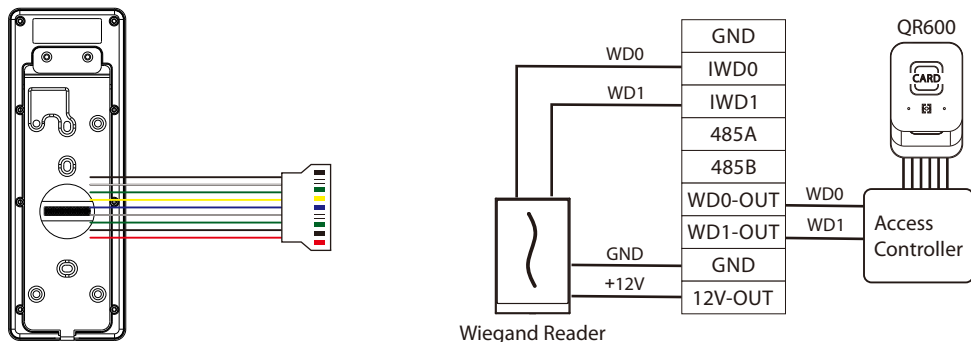 WD0
WD1
GND
+12V
Wiegand Reader
GND
IWD0
IWD1
485A
485B
WD0-OUT
WD1-OUT
GND
12V-OUT
WD0
WD1
QR600
CARD
Access
Controller